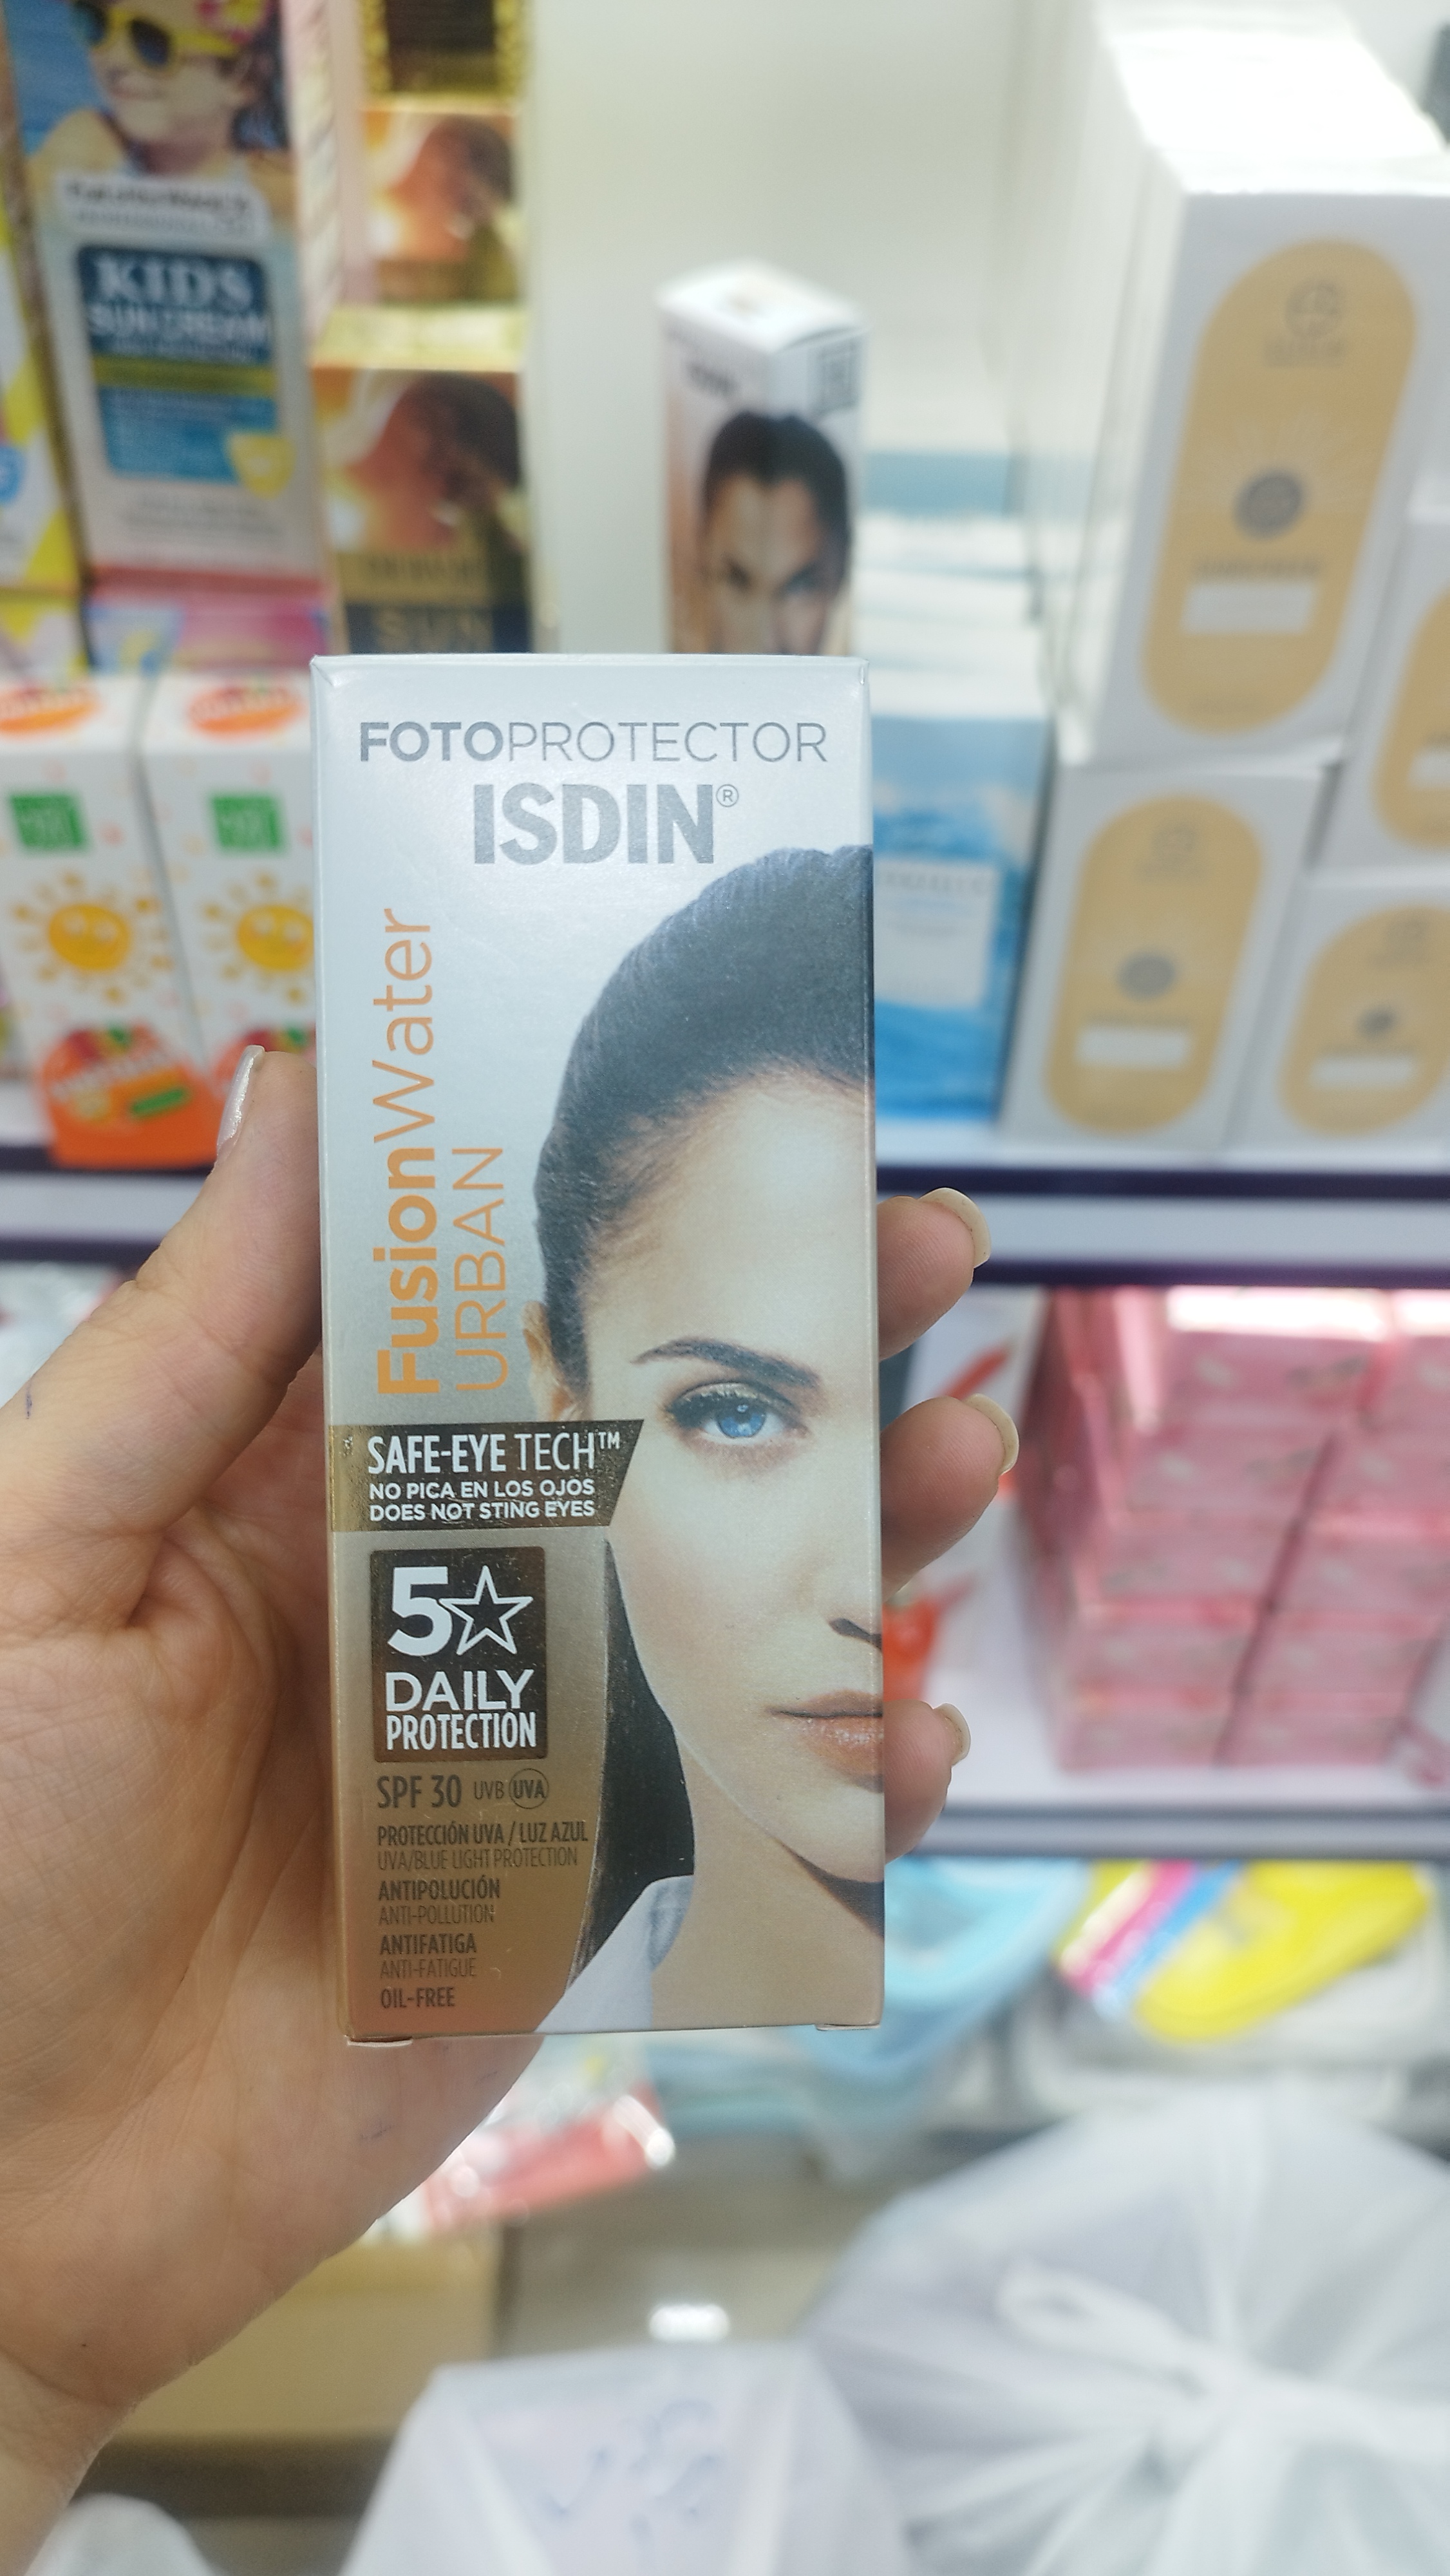 KIDS
SUN CREAM
SUN
FOTOPROTECTOR
ISDIN®
FusionWater
URBAN
SAFE-EYE TECH™
NO PICA EN LOS OJOS
DOES NOT STING EYES
5☆
DAILY
PROTECTION
SPF 30 UVB UVA
PROTECCIÓN UVA / LUZ AZUL
UVA/BLUE LIGHT PROTECTION
ANTIPOLUCIÓN
ANTI-POLLUTION
ANTIFATIGA
ANTI-FATIGUE
OIL-FREE